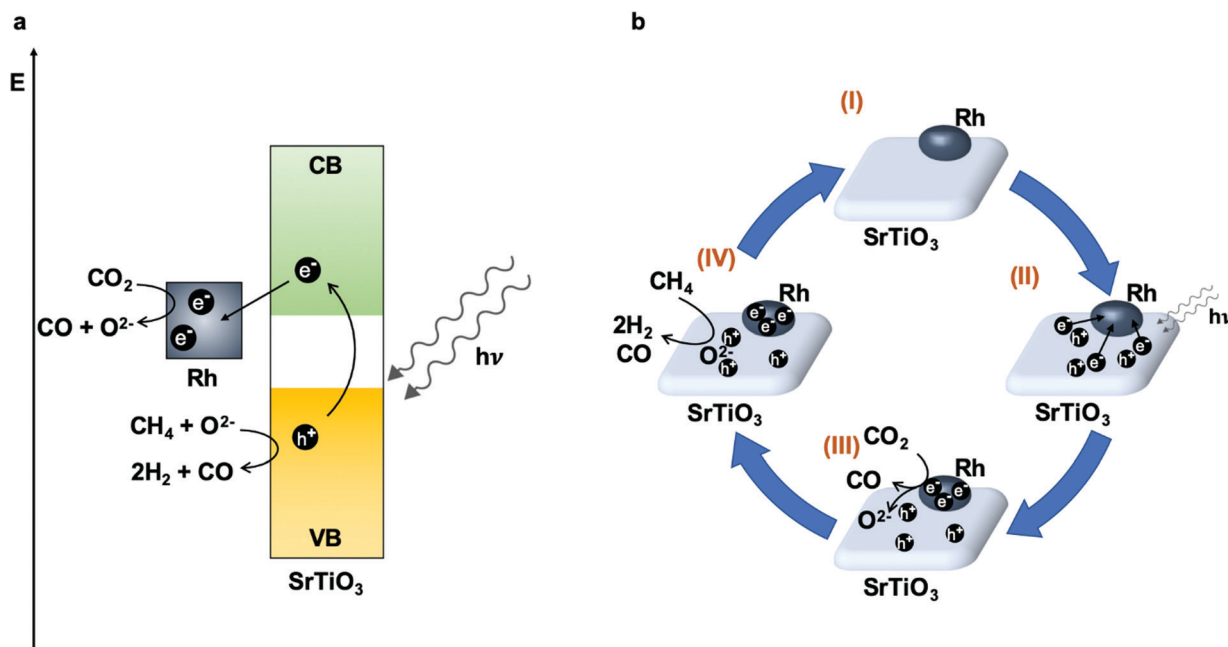 a
E
CB
e⁻
CO₂
CO + O²⁻
e⁻
e⁻
Rh
hν
CH₄ + O²⁻
2H₂ + CO
h⁺
VB
SrTiO₃
b
(I)
Rh
SrTiO₃
(II)
Rh
hν
e⁻
h⁺
e⁻
h⁺
e⁻
h⁺
SrTiO₃
(III)
CO₂
Rh
CO
e⁻
e⁻
e⁻
O²⁻
h⁺
h⁺
h⁺
SrTiO₃
(IV)
CH₄
Rh
2H₂
CO
e⁻
e⁻
e⁻
h⁺
O²⁻
h⁺
h⁺
SrTiO₃